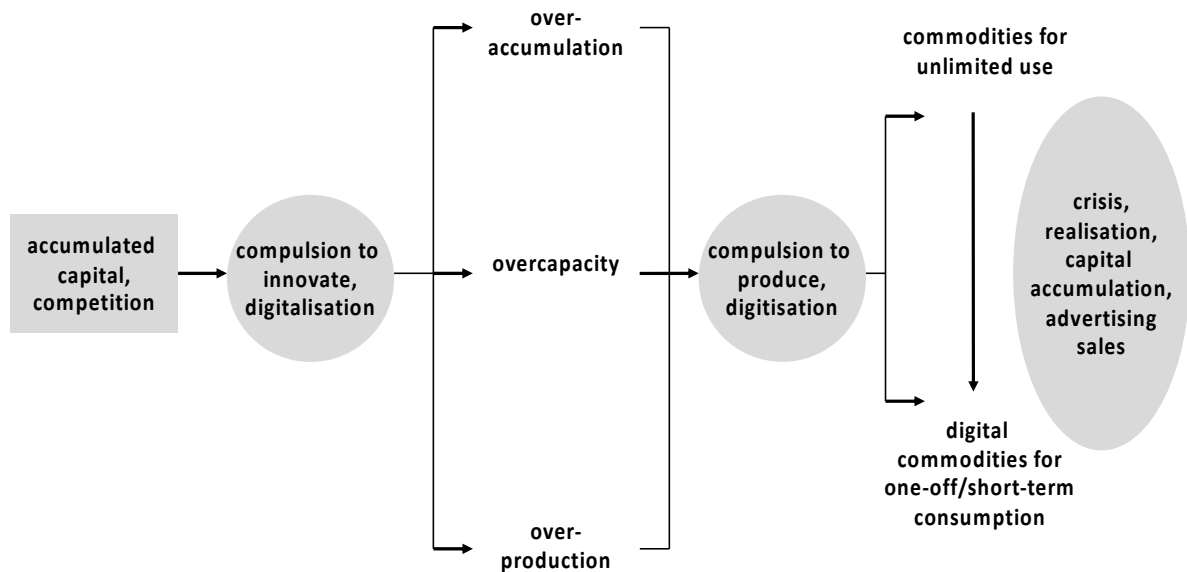 accumulated
capital,
competition
compulsion to
innovate,
digitalisation
over-
accumulation
overcapacity
over-
production
compulsion to
produce,
digitisation
commodities for
unlimited use
digital
commodities for
one-off/short-term
consumption
crisis,
realisation,
capital
accumulation,
advertising
sales